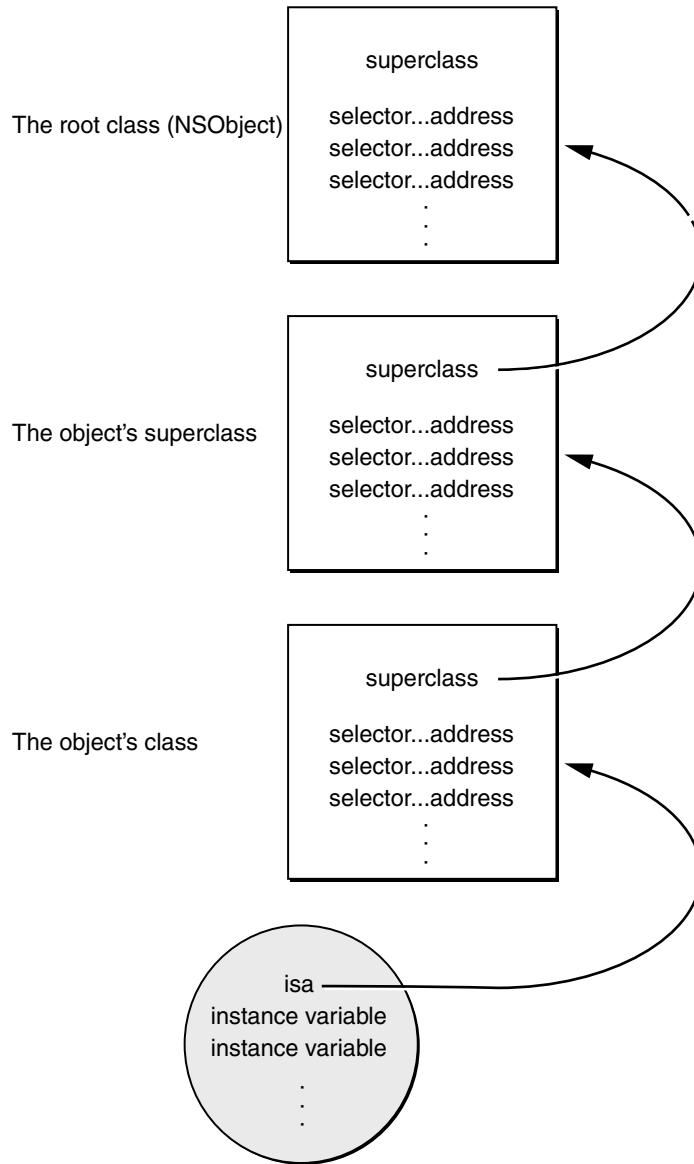 The root class (NSObject)
superclass
selector...address
selector...address
selector...address
.
.
.
The object's superclass
superclass
selector...address
selector...address
selector...address
.
.
.
The object's class
superclass
selector...address
selector...address
selector...address
.
.
.
isa
instance variable
instance variable
.
.
.